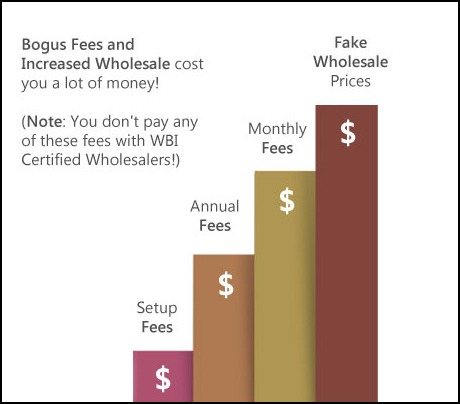 Bogus Fees and
Increased Wholesale cost
you a lot of money!
(Note: You don't pay any
of these fees with WBI
Certified Wholesalers!)
Fake
Wholesale
Prices
$
Monthly
Fees
$
Annual
Fees
$
Setup
Fees
$